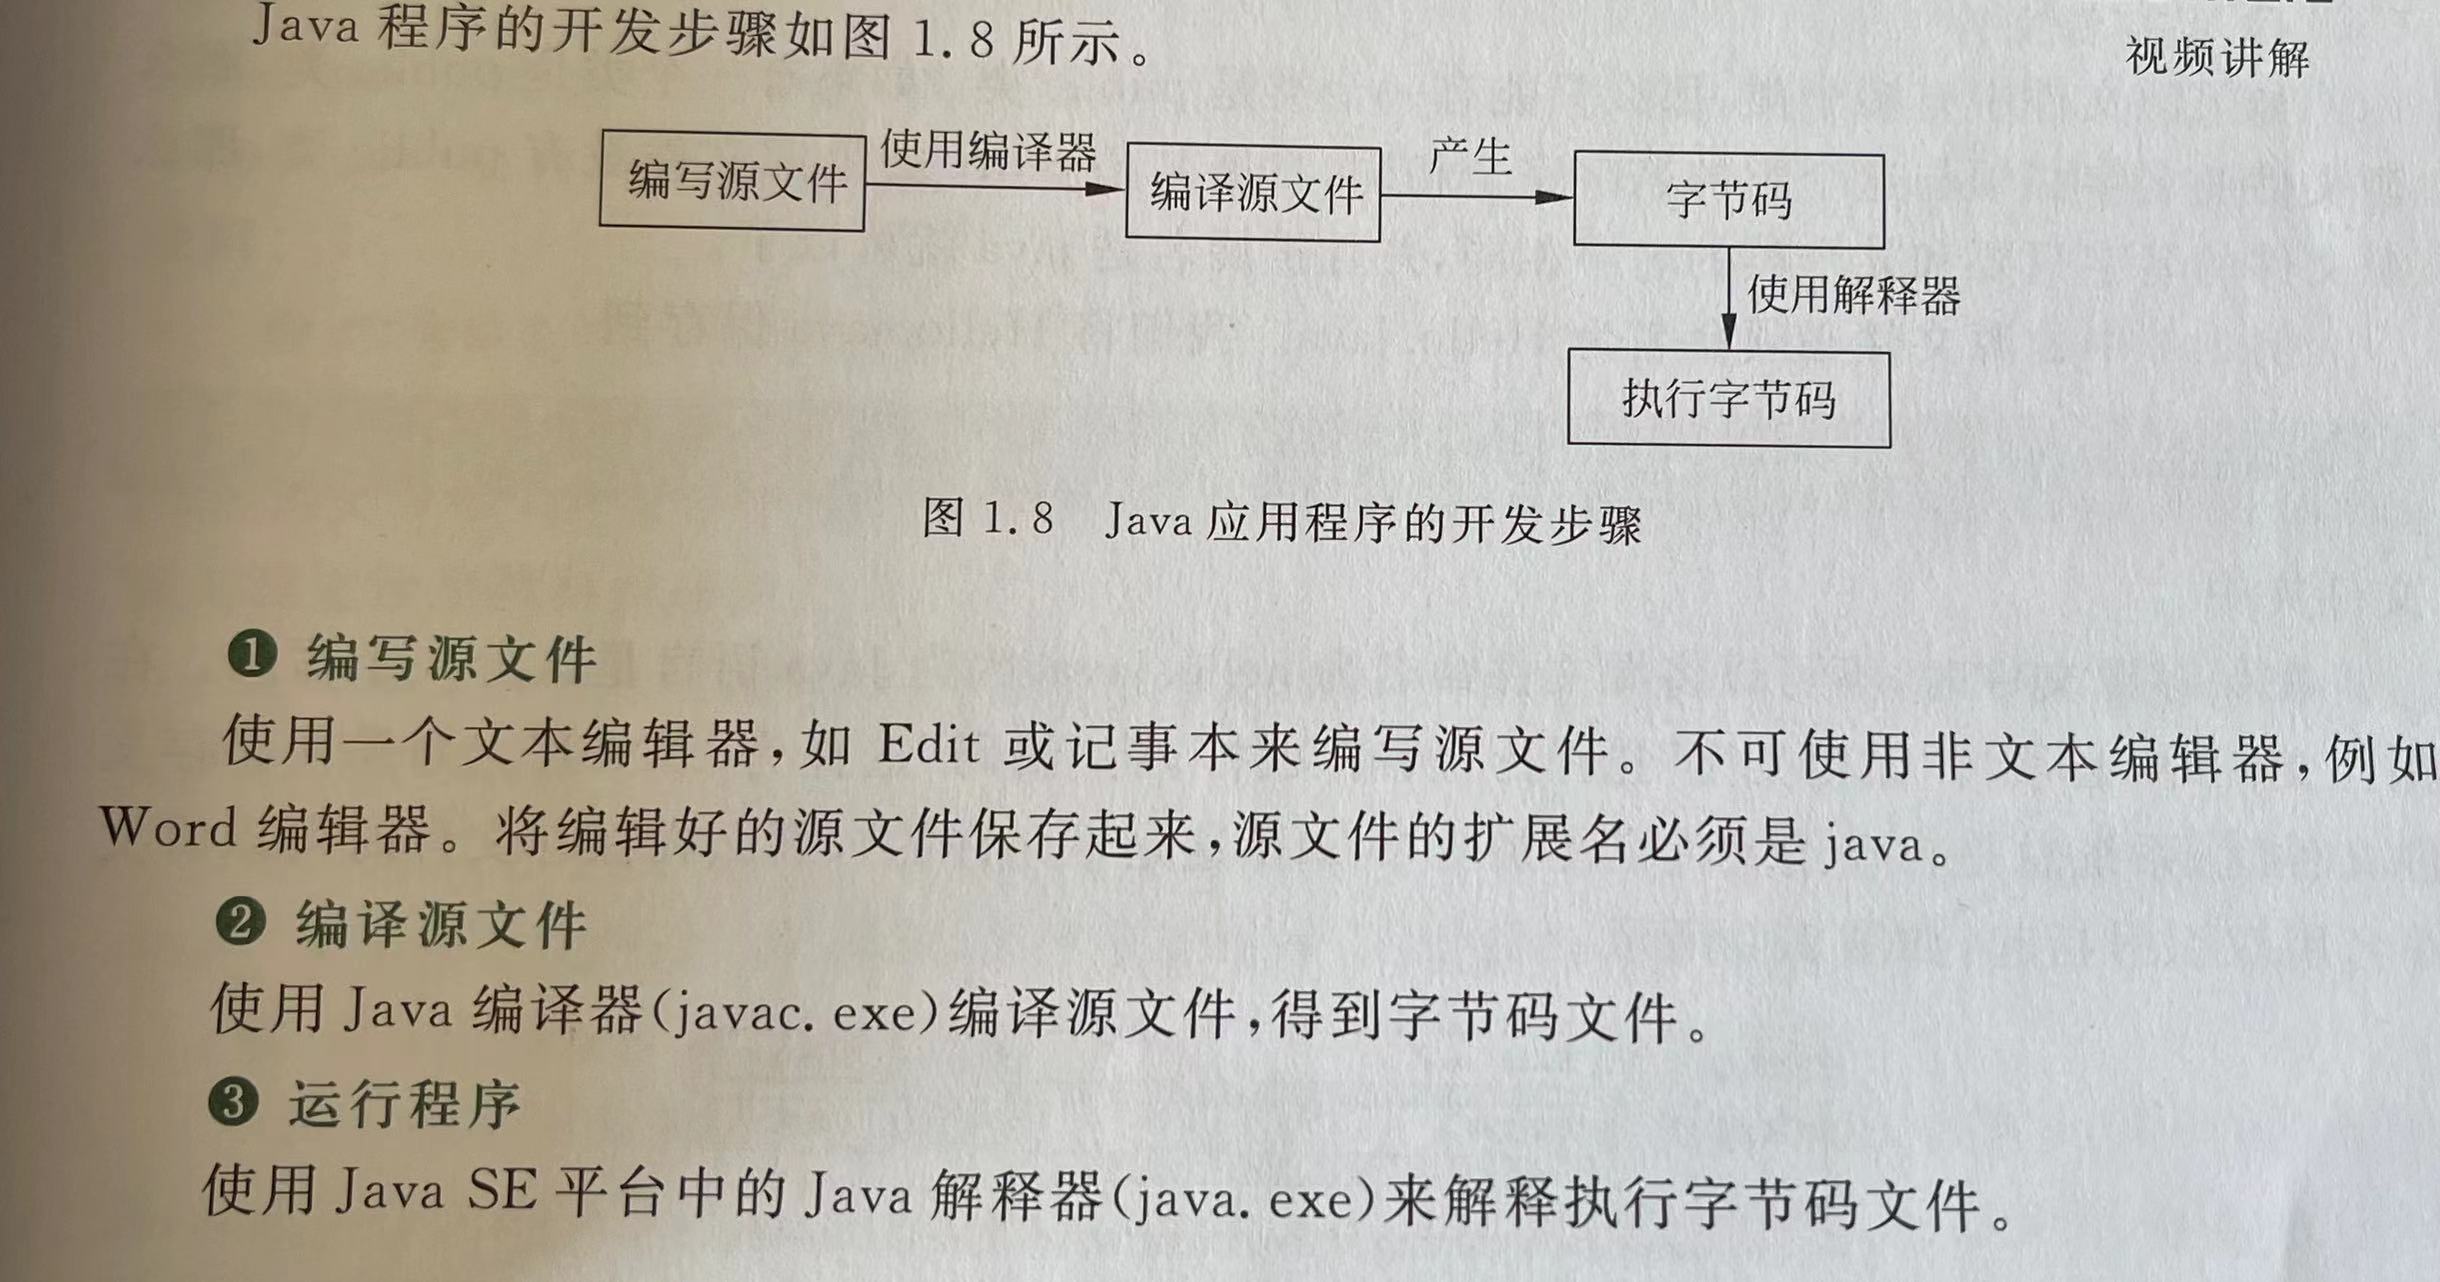 Java 程序的开发步骤如图 1.8 所示。
视频讲解
编写源文件
使用编译器
编译源文件
产生
字节码
使用解释器
执行字节码
图 1.8 Java 应用程序的开发步骤
❶ 编写源文件
使用一个文本编辑器,如 Edit 或记事本来编写源文件。不可使用非文本编辑器,例如
Word 编辑器。将编辑好的源文件保存起来,源文件的扩展名必须是 java。
❷ 编译源文件
使用 Java 编译器(javac.exe)编译源文件,得到字节码文件。
❸ 运行程序
使用 Java SE 平台中的 Java 解释器(java.exe)来解释执行字节码文件。